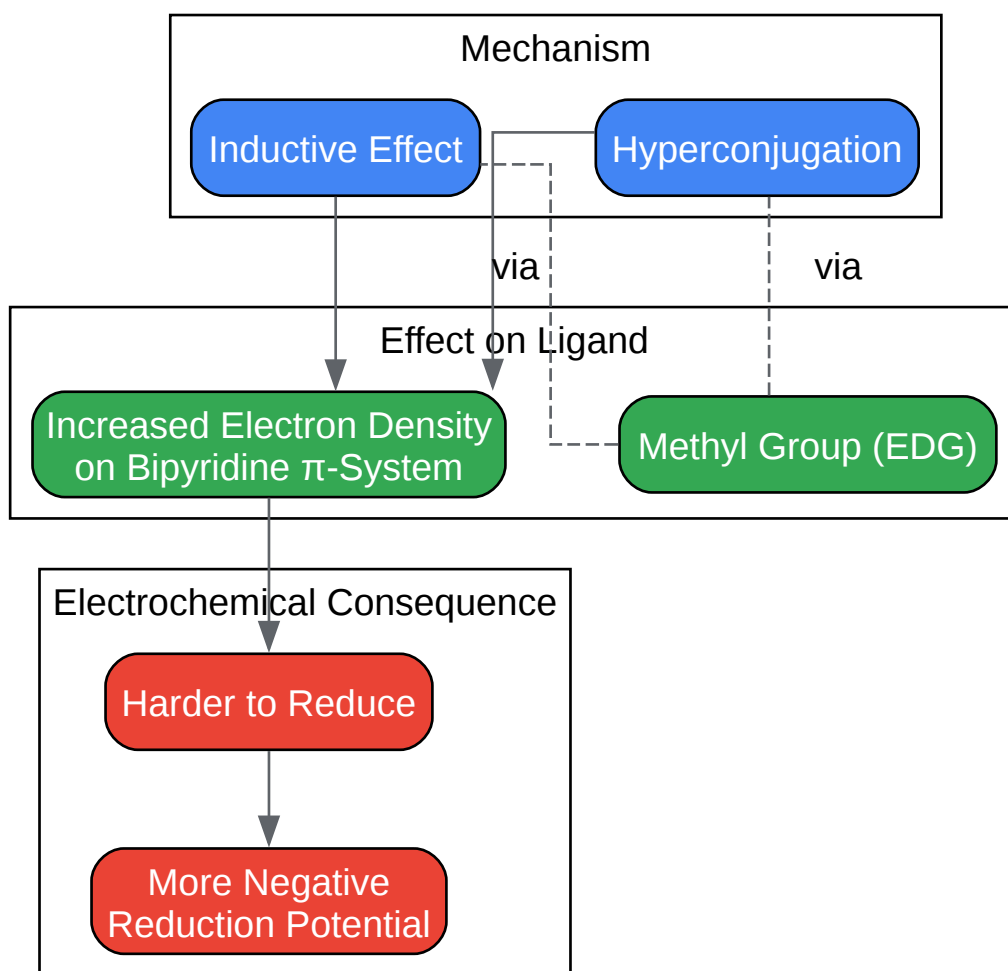 Mechanism
Inductive Effect
Hyperconjugation
via
via
Effect on Ligand
Increased Electron Density
on Bipyridine π-System
Methyl Group (EDG)
Electrochemical Consequence
Harder to Reduce
More Negative
Reduction Potential